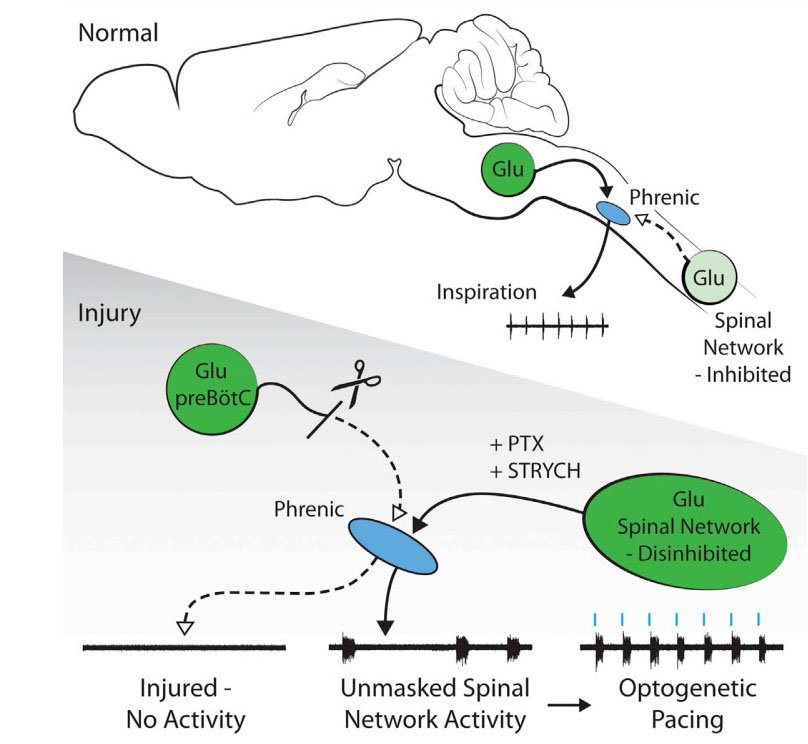 Normal
Glu
Phrenic
Glu
Inspiration
Spinal
Network
- Inhibited
Injury
Glu
preBötC
+ PTX
+ STRYCH
Phrenic
Glu
Spinal Network
- Disinhibited
Injured -
No Activity
Unmasked Spinal
Network Activity
Optogenetic
Pacing